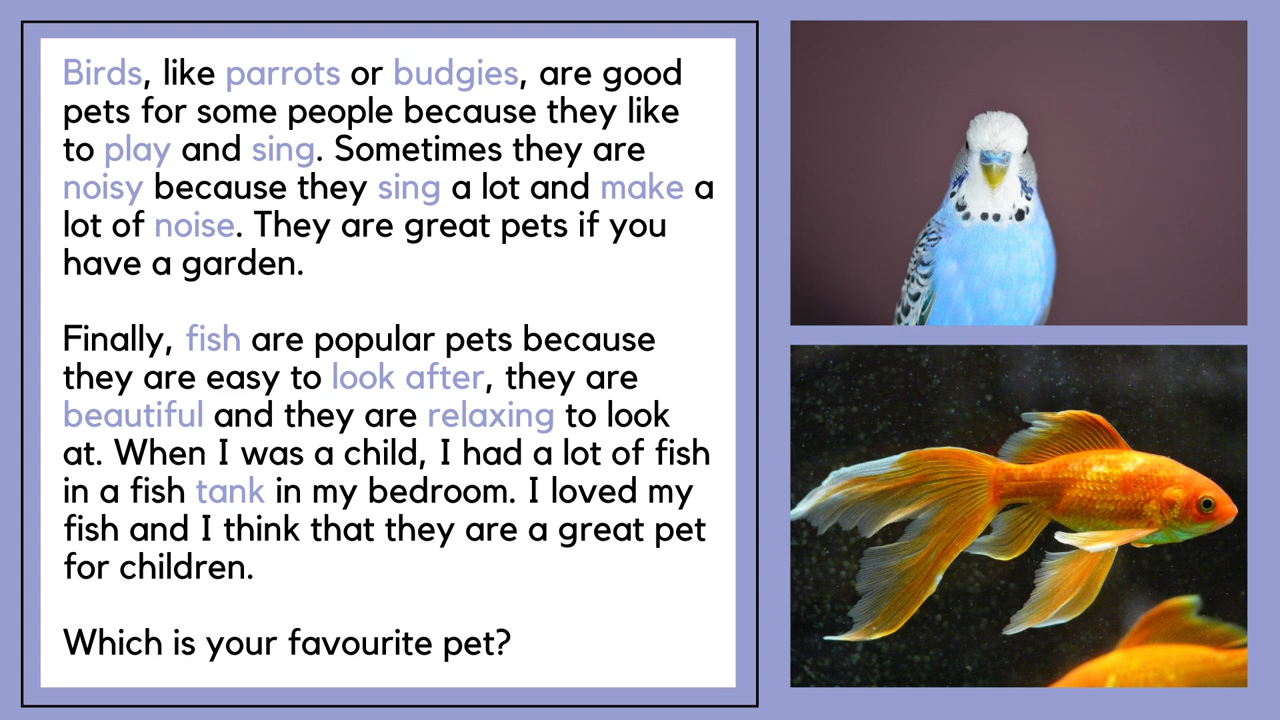 Birds, like parrots or budgies, are good
pets for some people because they like
to play and sing. Sometimes they are
noisy because they sing a lot and make a
lot of noise. They are great pets if you
have a garden.
Finally, fish are popular pets because
they are easy to look after, they are
beautiful and they are relaxing to look
at. When I was a child, I had a lot of fish
in a fish tank in my bedroom. I loved my
fish and I think that they are a great pet
for children.
Which is your favourite pet?